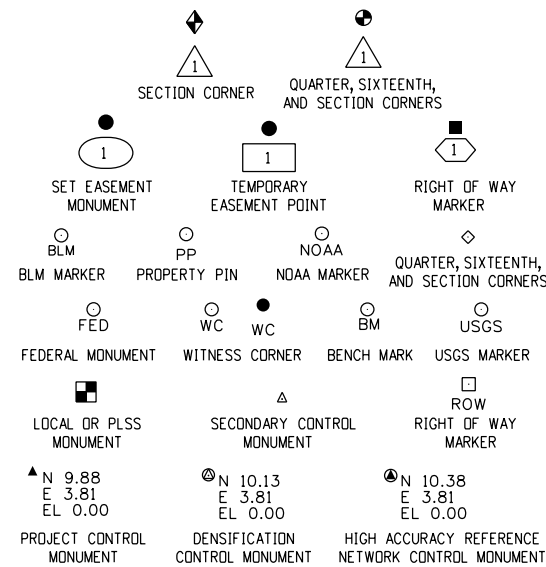 1
1
SECTION CORNER
QUARTER, SIXTEENTH,
AND SECTION CORNERS
1
1
1
SET EASEMENT
MONUMENT
TEMPORARY
EASEMENT POINT
RIGHT OF WAY
MARKER
BLM
PP
NOAA
BLM MARKER
PROPERTY PIN
NOAA MARKER
QUARTER, SIXTEENTH,
AND SECTION CORNERS
FED
WC
WC
BM
USGS
FEDERAL MONUMENT
WITNESS CORNER
BENCH MARK
USGS MARKER
ROW
LOCAL OR PLSS
MONUMENT
SECONDARY CONTROL
MONUMENT
RIGHT OF WAY
MARKER
N 9.88
E 3.81
EL 0.00
N 10.13
E 3.81
EL 0.00
N 10.38
E 3.81
EL 0.00
PROJECT CONTROL
MONUMENT
DENSIFICATION
CONTROL MONUMENT
HIGH ACCURACY REFERENCE
NETWORK CONTROL MONUMENT